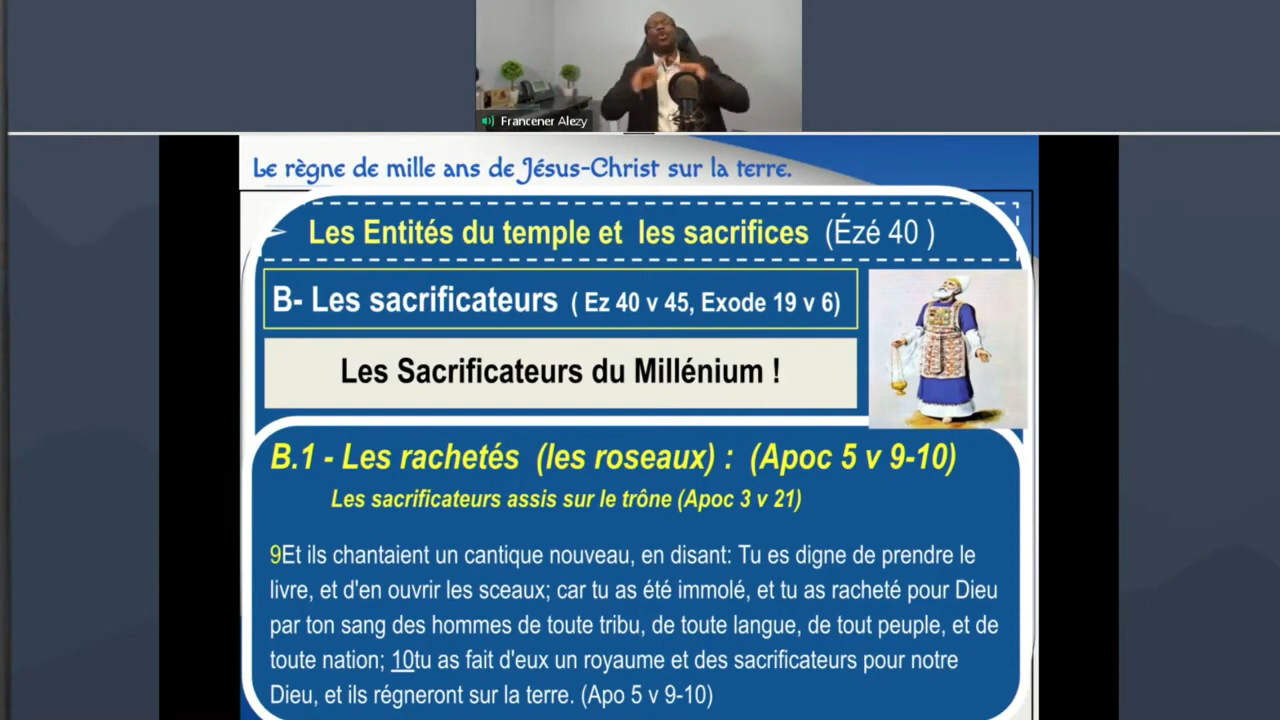 Francener Alezy
Le règne de mille ans de Jésus-Christ sur la terre.
Les Entités du temple et les sacrifices (Ézé 40 )
B- Les sacrificateurs ( Ez 40 v 45, Exode 19 v 6)
Les Sacrificateurs du Millénium !
B.1 - Les rachetés (les roseaux) : (Apoc 5 v 9-10)
Les sacrificateurs assis sur le trône (Apoc 3 v 21)
9Et ils chantaient un cantique nouveau, en disant: Tu es digne de prendre le
livre, et d'en ouvrir les sceaux; car tu as été immolé, et tu as racheté pour Dieu
par ton sang des hommes de toute tribu, de toute langue, de tout peuple, et de
toute nation; 10tu as fait d'eux un royaume et des sacrificateurs pour notre
Dieu, et ils régneront sur la terre. (Apo 5 v 9-10)